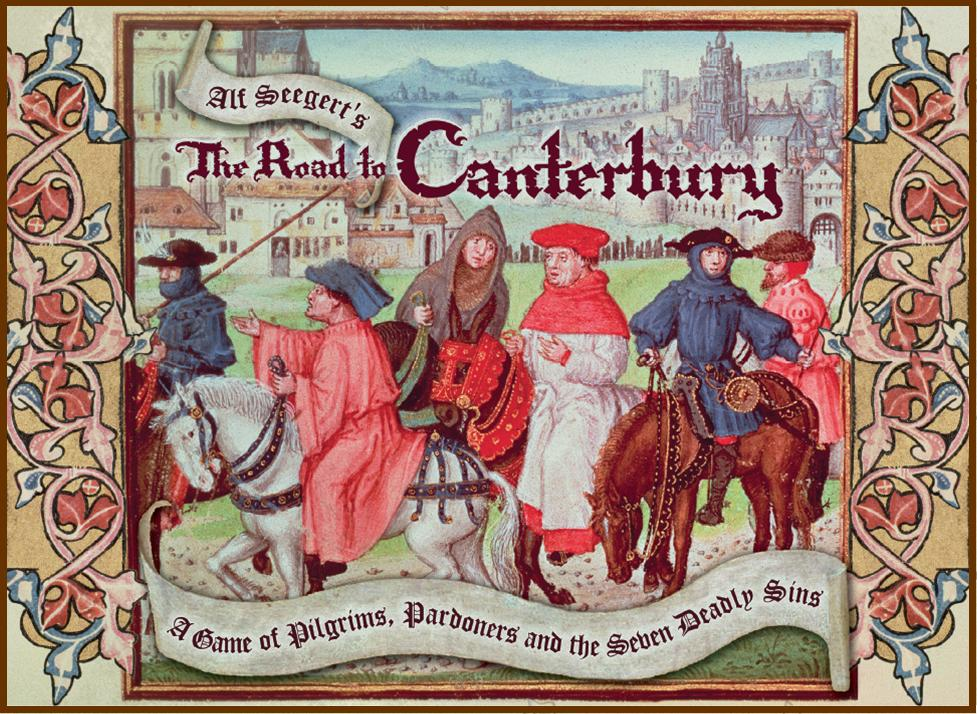 Alf Seegert's
The Road to Canterbury
A Game of Pilgrims, Pardoners and the Seven Deadly Sins